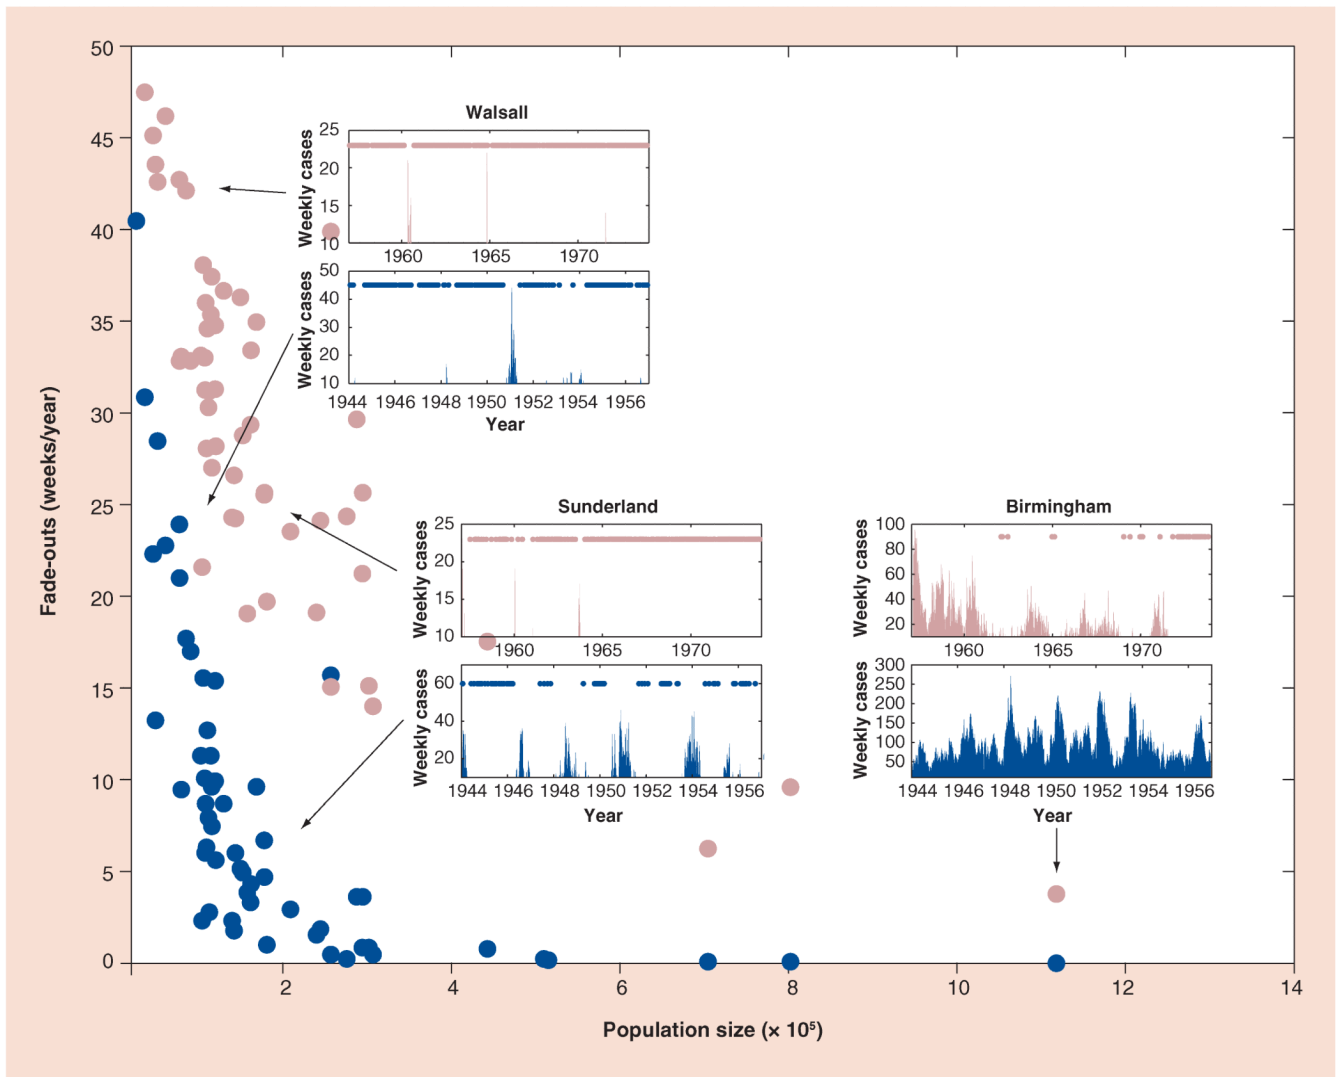 Fade-outs (weeks/year)
50
45
40
35
30
25
20
15
10
5
0
2
4
6
8
10
12
14
Population size (× 10⁵)
Walsall
Weekly cases
25
20
15
10
1960 1965 1970
Weekly cases
50
40
30
20
10
1944 1946 1948 1950 1952 1954 1956
Year
Sunderland
Weekly cases
25
20
15
10
1960 1965 1970
Weekly cases
60
40
20
1944 1946 1948 1950 1952 1954 1956
Year
Birmingham
Weekly cases
100
80
60
40
20
1960 1965 1970
Weekly cases
300
250
200
150
100
50
1944 1946 1948 1950 1952 1954 1956
Year